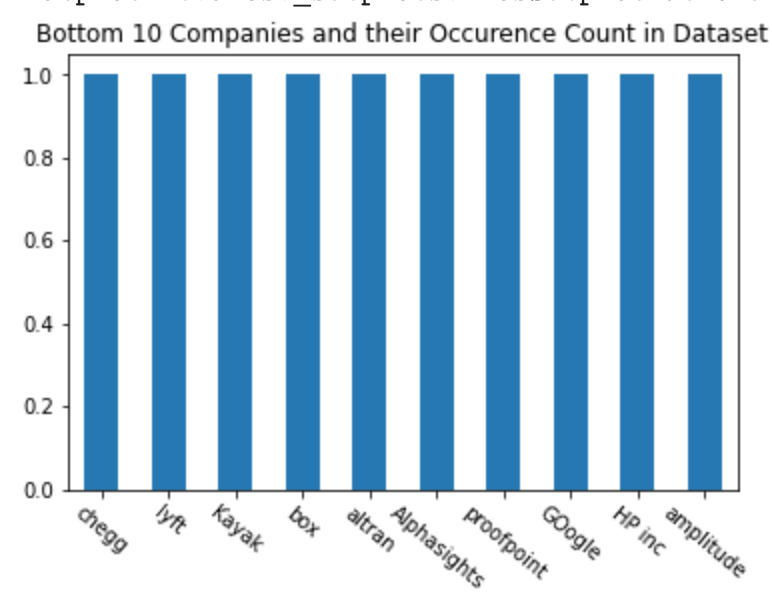 Bottom 10 Companies and their Occurence Count in Dataset
1.0
0.8
0.6
0.4
0.2
0.0
chegg
lyft
Kayak
box
altran
Alphasights
proofpoint
GOogle
HP inc
amplitude